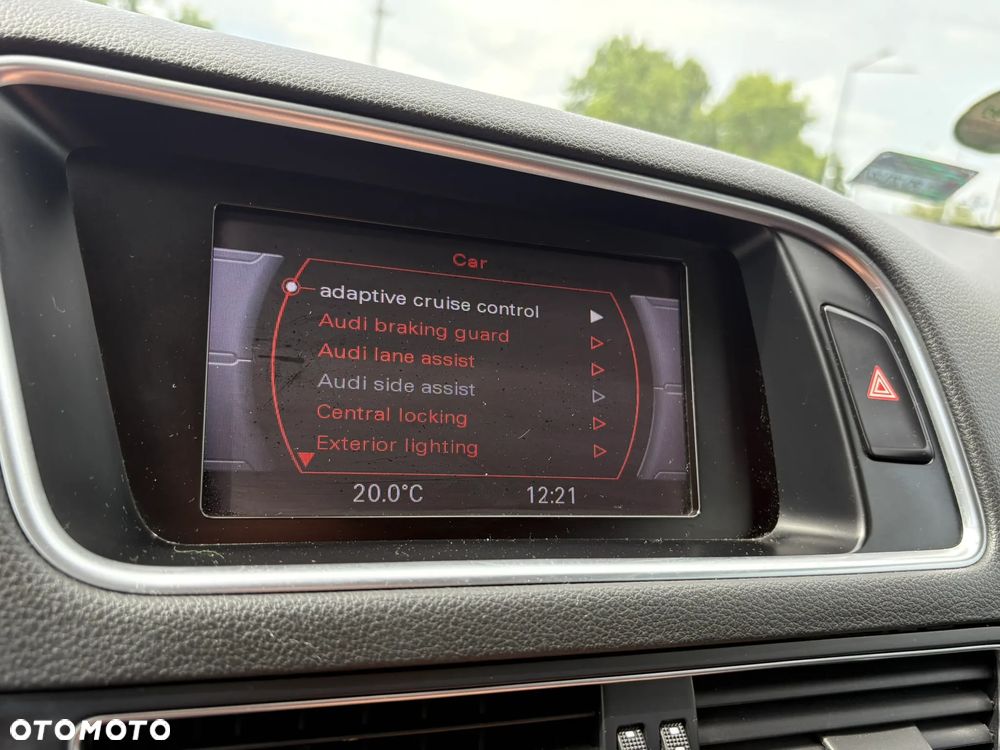 Car
adaptive cruise control
Audi braking guard
Audi lane assist
Audi side assist
Central locking
Exterior lighting
20.0°C
12:21
OTOMOTO